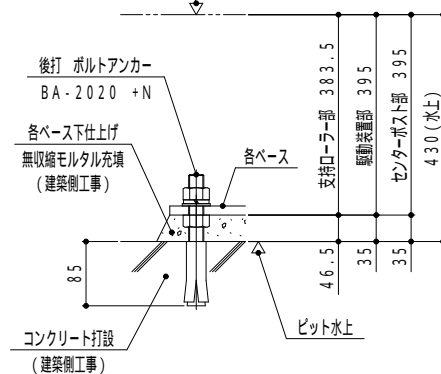 後打 ボルトアンカー
BA-2020 +N
各ベース下仕上げ
無収縮モルタル充填
(建築側工事)
各ベース
支持ローラー部 383.5
駆動装置部 395
センターポスト部 395
430(水上)
46.5
35
35
85
ピット水上
コンクリート打設
(建築側工事)